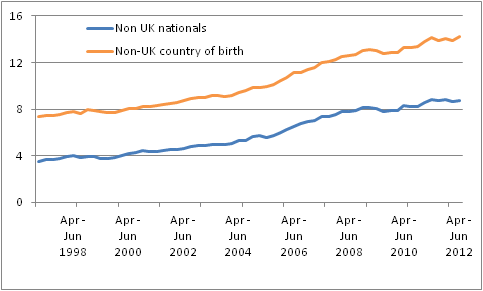 16
Non UK nationals
Non-UK country of birth
12
8
4
0
Apr - Apr - Apr - Apr - Apr - Apr - Apr - Apr -
Jun Jun Jun Jun Jun Jun Jun Jun
1998 2000 2002 2004 2006 2008 2010 2012